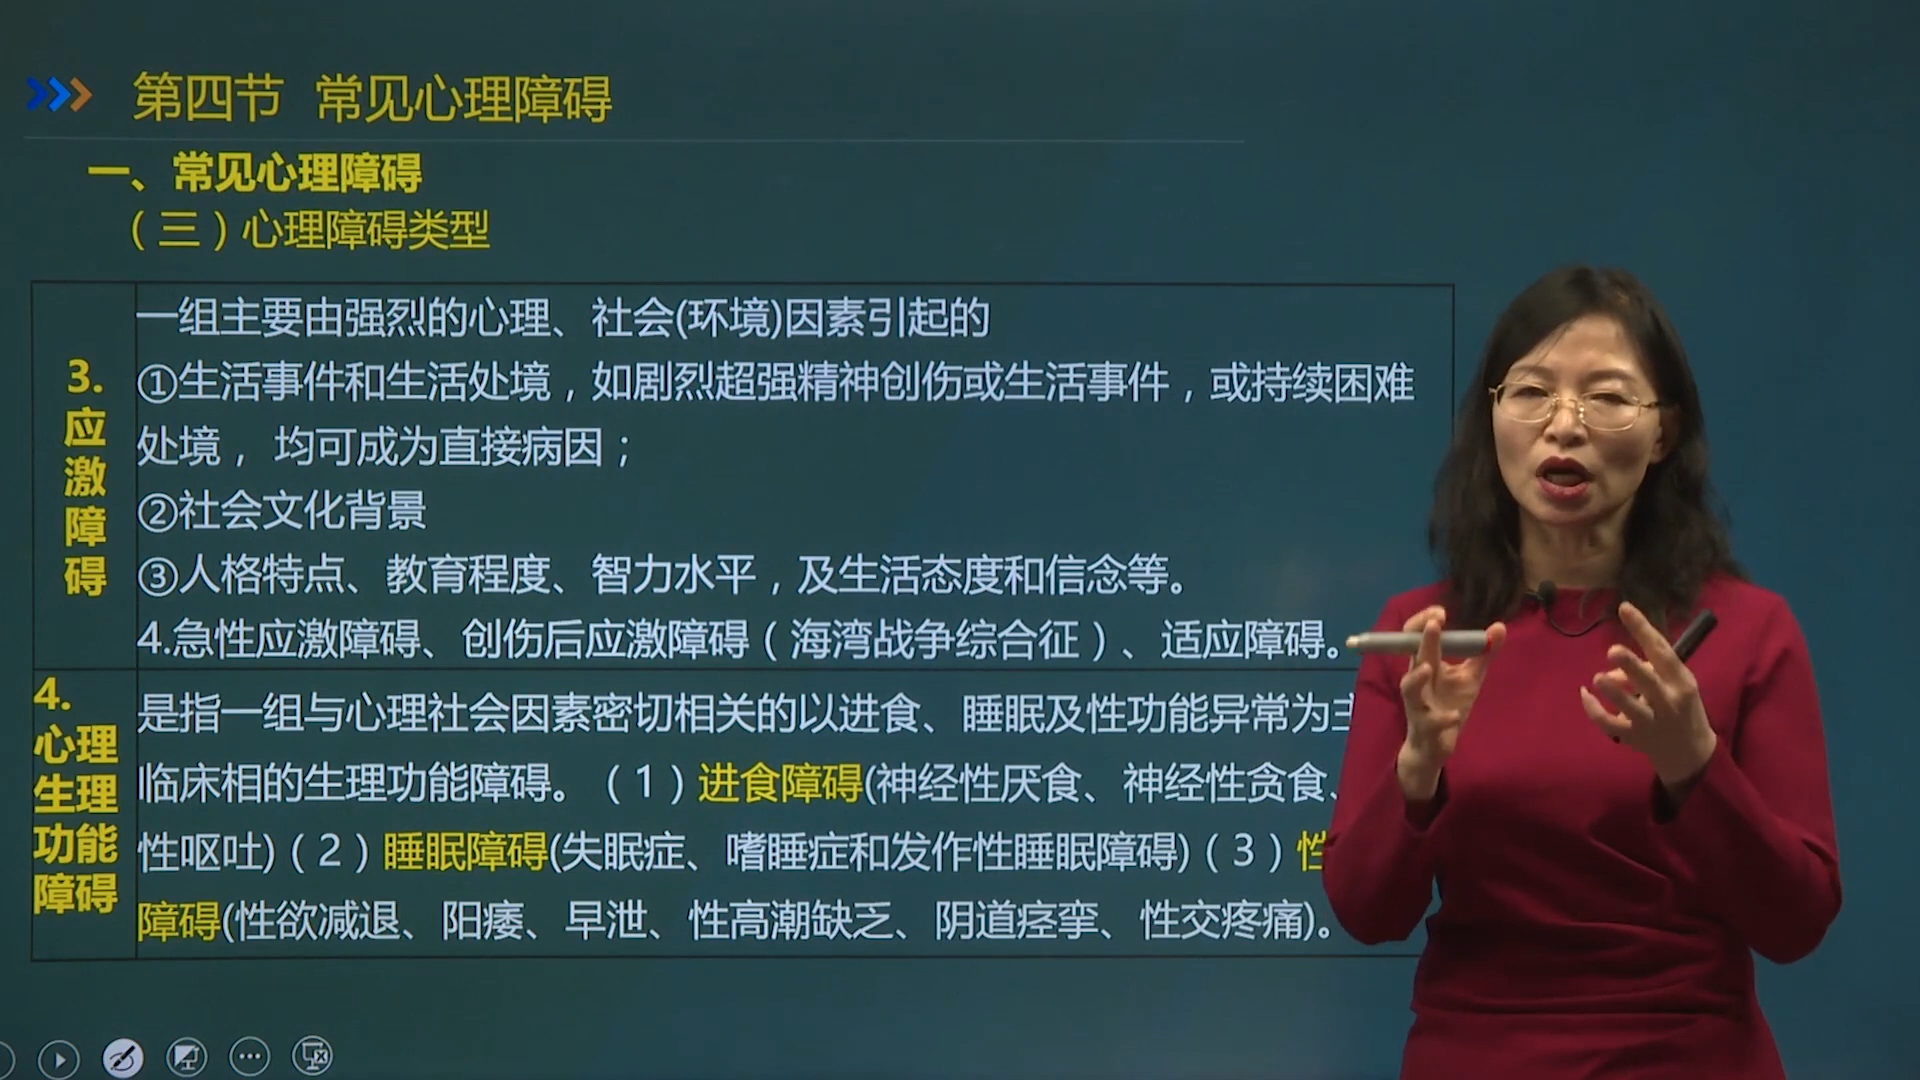 第四节 常见心理障碍
一、常见心理障碍
（三）心理障碍类型
3.应激障碍
一组主要由强烈的心理、社会(环境)因素引起的
①生活事件和生活处境，如剧烈超强精神创伤或生活事件，或持续困难
处境， 均可成为直接病因；
②社会文化背景
③人格特点、教育程度、智力水平，及生活态度和信念等。
4.急性应激障碍、创伤后应激障碍（海湾战争综合征）、适应障碍。
4.
心理
生理
功能
障碍
是指一组与心理社会因素密切相关的以进食、睡眠及性功能异常为主
临床相的生理功能障碍。（1）进食障碍(神经性厌食、神经性贪食、
性呕吐)（2）睡眠障碍(失眠症、嗜睡症和发作性睡眠障碍)（3）性
障碍(性欲减退、阳痿、早泄、性高潮缺乏、阴道痉挛、性交疼痛)。